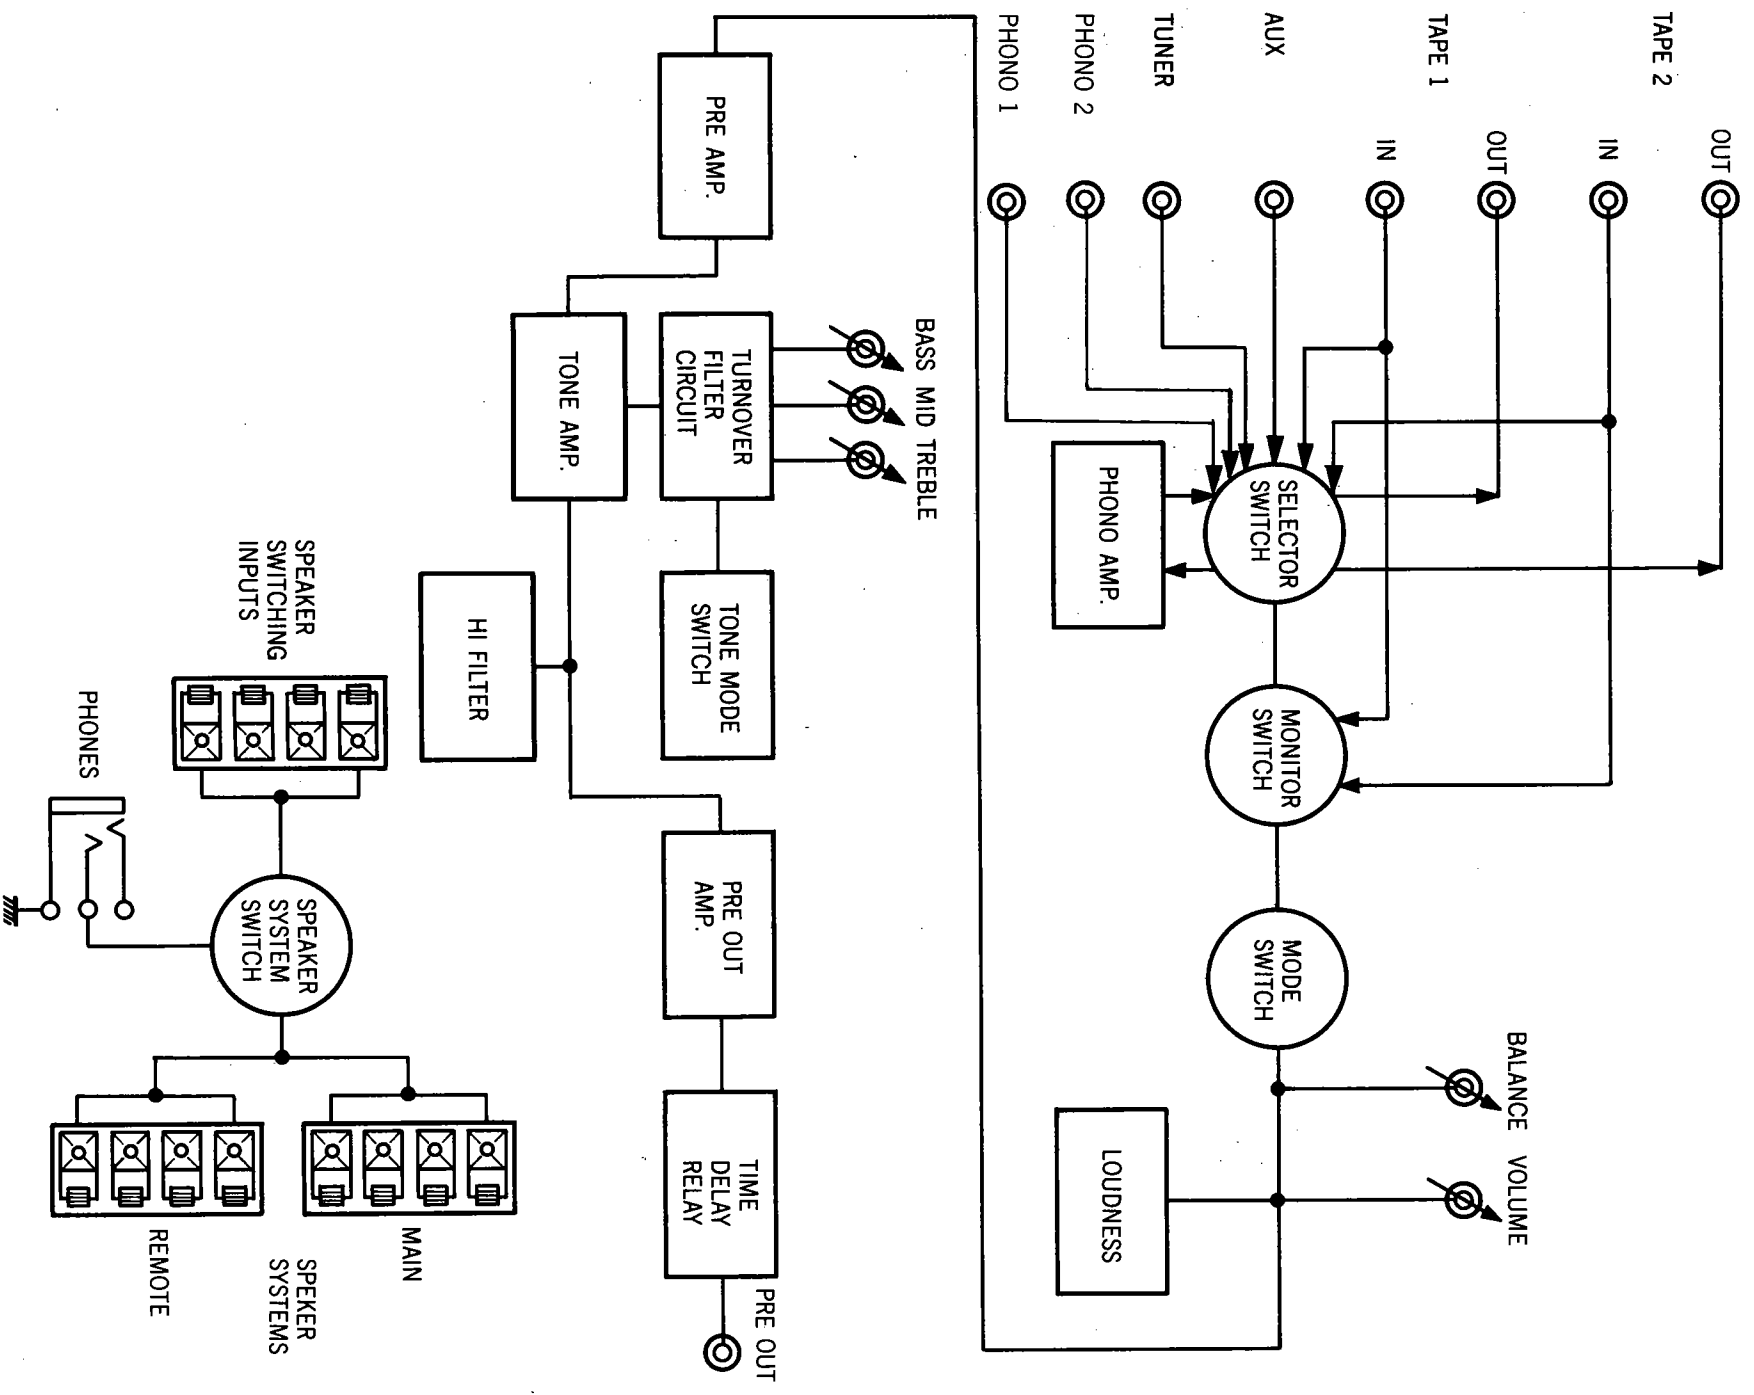 TAPE 2
OUT
IN
TAPE 1
OUT
IN
AUX
TUNER
PHONO 2
PHONO 1
SELECTOR
SWITCH
PHONO AMP.
MONITOR
SWITCH
MODE
SWITCH
BALANCE
VOLUME
LOUDNESS
PRE AMP.
BASS
MID
TREBLE
TURNOVER
FILTER
CIRCUIT
TONE AMP.
TONE MODE
SWITCH
HI FILTER
PRE OUT
AMP.
TIME
DELAY
RELAY
PRE OUT
SPEAKER
SWITCHING
INPUTS
PHONES
SPEAKER
SYSTEM
SWITCH
MAIN
SPEKER
SYSTEMS
REMOTE